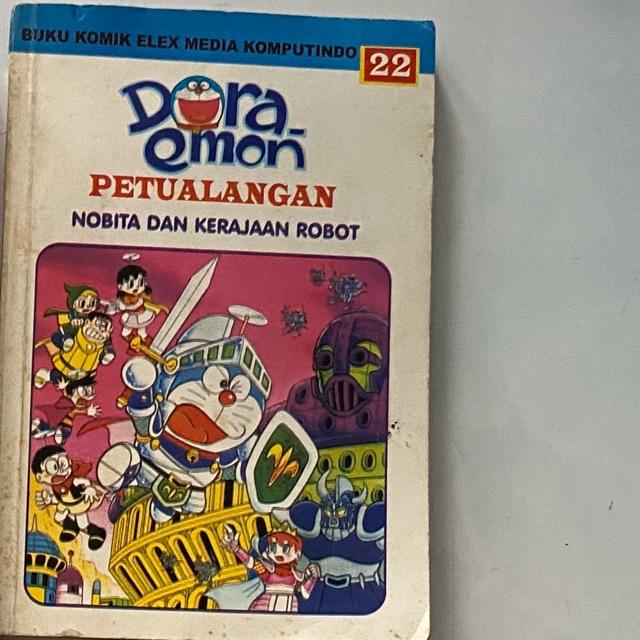 BUKU KOMIK ELEX MEDIA KOMPUTINDO 22
Dora
emon
PETUALANGAN
NOBITA DAN KERAJAAN ROBOT